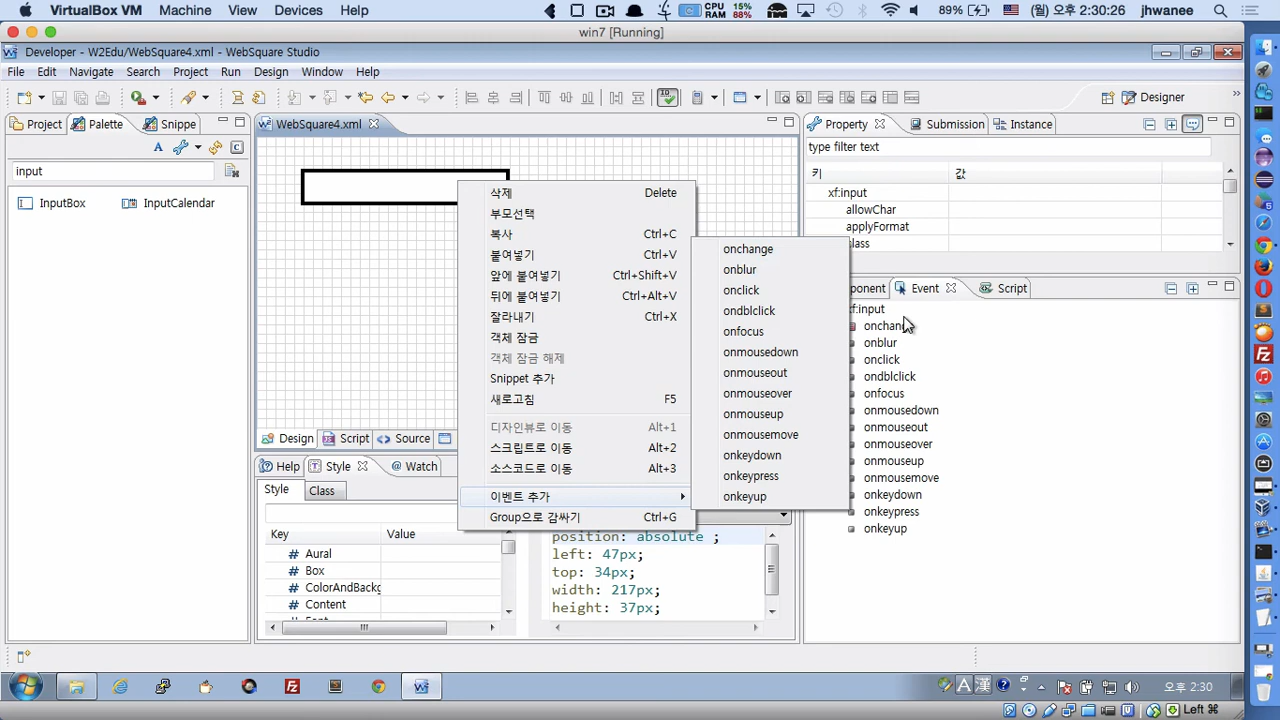 VirtualBox VM Machine View Devices Help
CPU 15%
RAM 88%
89% (월) 오후 2:30:26 jhwanee
win7 [Running]
Developer - W2Edu/WebSquare4.xml - WebSquare Studio
File Edit Navigate Search Project Run Design Window Help
Designer
Project Palette Snippe
WebSquare4.xml
Property Submission Instance
type filter text
input
InputBox InputCalendar
키 값
xf:input
allowChar
applyFormat
삭제 Delete
부모선택
복사 Ctrl+C
붙여넣기 Ctrl+V
앞에 붙여넣기 Ctrl+Shift+V
뒤에 붙여넣기 Ctrl+Alt+V
잘라내기 Ctrl+X
객체 잠금
객체 잠금 해제
Snippet 추가
새로고침 F5
디자인뷰로 이동 Alt+1
스크립트로 이동 Alt+2
소스코드로 이동 Alt+3
이벤트 추가
Group으로 감싸기 Ctrl+G
onchange
onblur
onclick
ondblclick
onfocus
onmousedown
onmouseout
onmouseover
onmouseup
onmousemove
onkeydown
onkeypress
onkeyup
ponent Event Script
xf:input
onchan
onblur
onclick
ondblclick
onfocus
onmousedown
onmouseout
onmouseover
onmouseup
onmousemove
onkeydown
onkeypress
onkeyup
Design Script Source
Help Style Watch
Style Class
Key Value
Aural
Box
ColorAndBackg
Content
position: absolute ;
left: 47px;
top: 34px;
width: 217px;
height: 37px;
A 漢
오후 2:30
Left ⌘